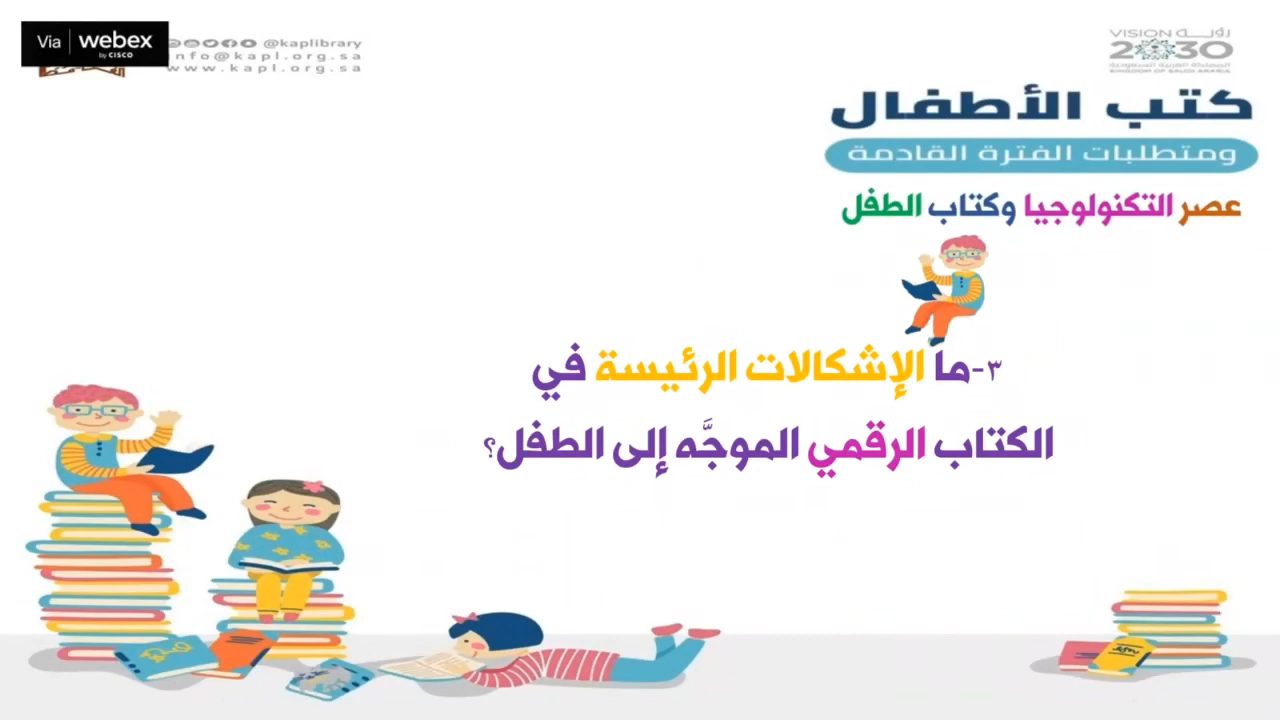 Via webex
by CISCO
@kaplibrary
info@kapl.org.sa
www.kapl.org.sa
VISION رؤيـــة
2030
المملكة العربية السعودية
KINGDOM OF SAUDI ARABIA
كتب الأطفال
ومتطلبات الفترة القادمة
عصر التكنولوجيا وكتاب الطفل
٣-ما الإشكالات الرئيسة في
الكتاب الرقمي الموجَّه إلى الطفل؟